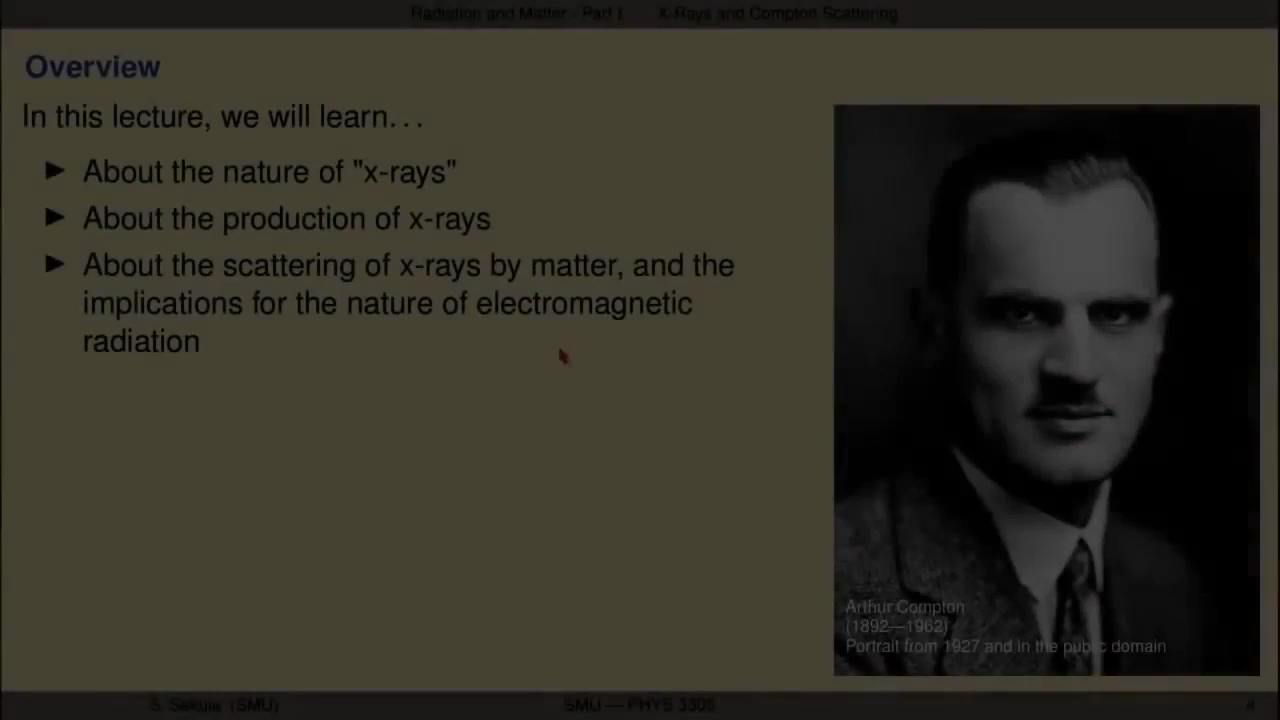 Radiation and Matter - Part I X-Rays and Compton Scattering
Overview
In this lecture, we will learn...
► About the nature of "x-rays"
► About the production of x-rays
► About the scattering of x-rays by matter, and the
implications for the nature of electromagnetic
radiation
Arthur Compton
(1892—1962)
Portrait from 1927 and in the public domain
S. Sekula (SMU) SMU — PHYS 3305 4